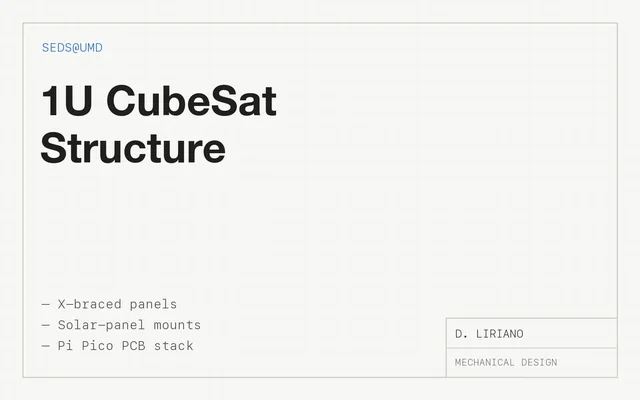 SEDS@UMD
1U CubeSat
Structure
— X-braced panels
— Solar-panel mounts
— Pi Pico PCB stack
D. LIRIANO
MECHANICAL DESIGN